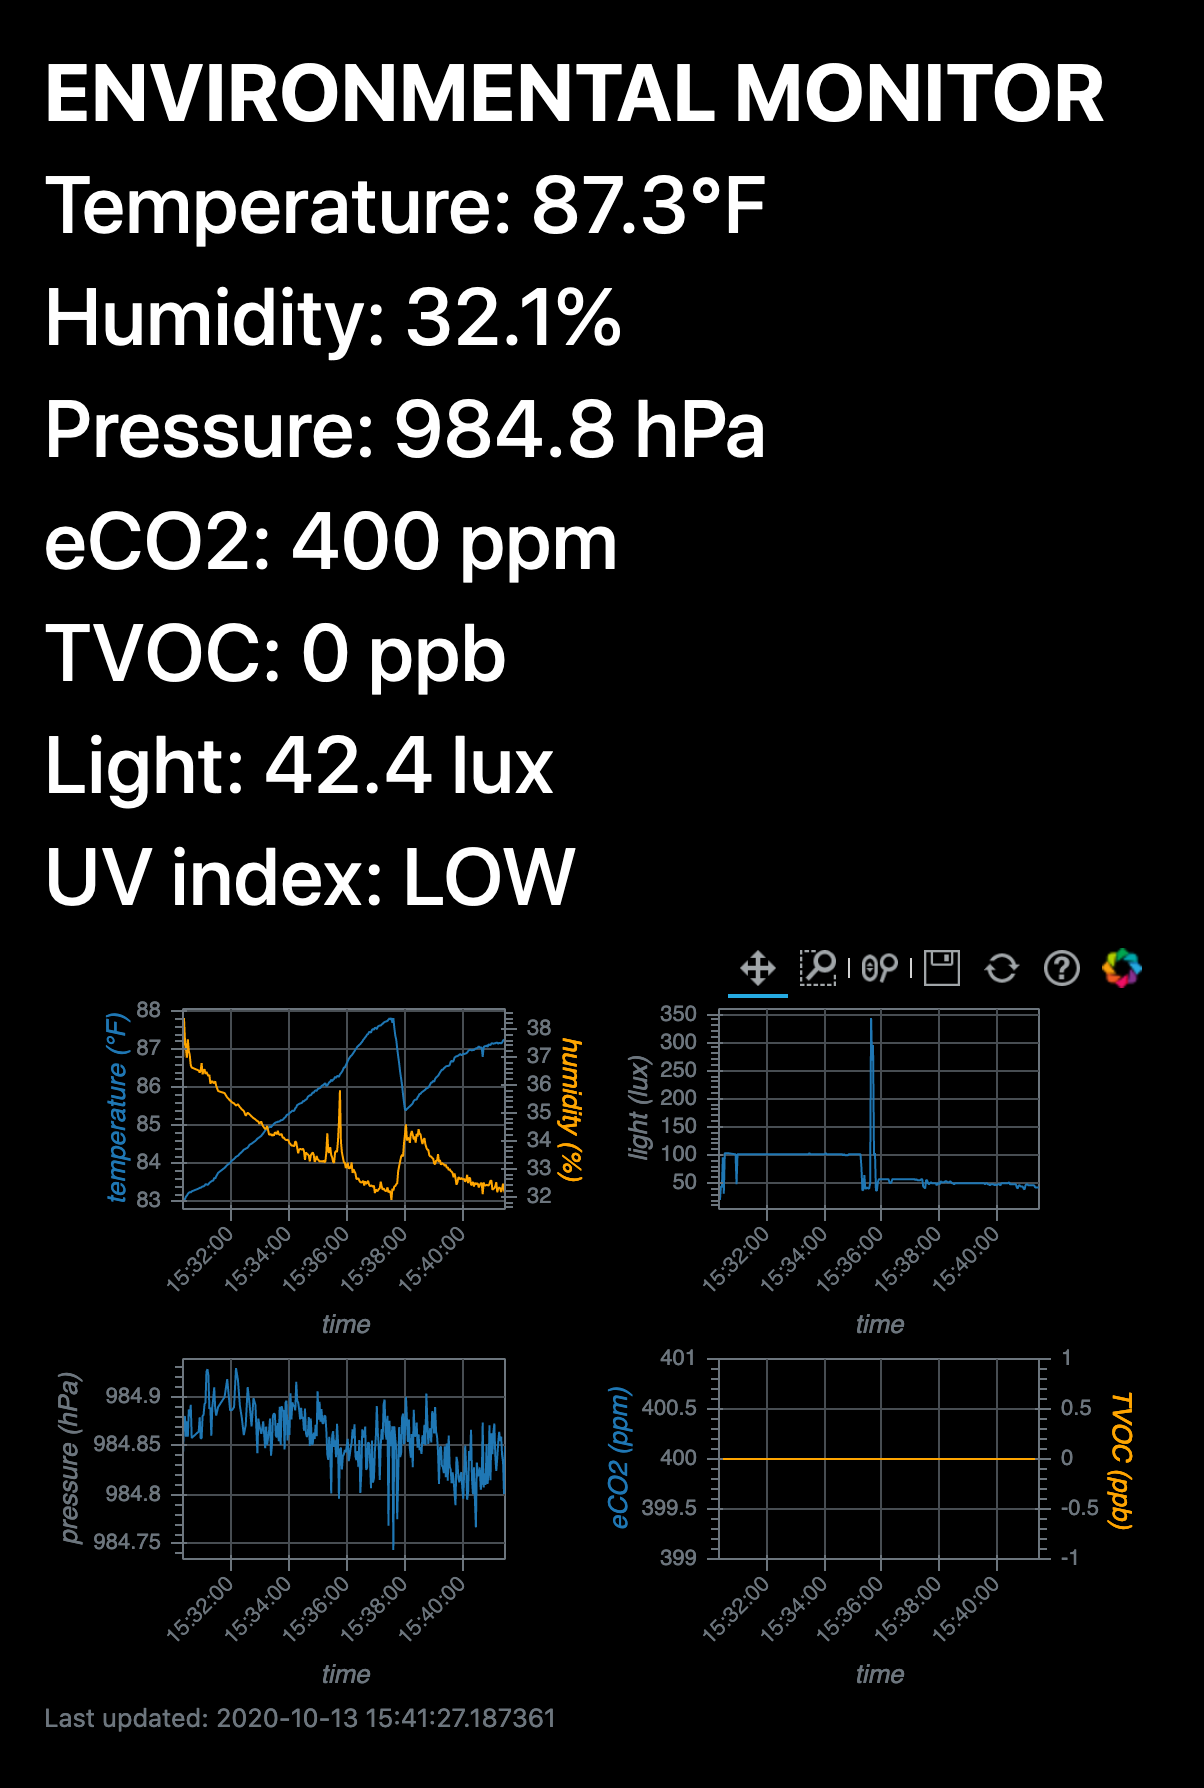 ENVIRONMENTAL MONITOR
Temperature: 87.3°F
Humidity: 32.1%
Pressure: 984.8 hPa
eCO2: 400 ppm
TVOC: 0 ppb
Light: 42.4 lux
UV index: LOW
temperature (°F)
88
87
86
85
84
83
38
37
36
35
34
33
32
humidity (%)
15:32:00
15:34:00
15:36:00
15:38:00
15:40:00
time
light (lux)
350
300
250
200
150
100
50
15:32:00
15:34:00
15:36:00
15:38:00
15:40:00
time
pressure (hPa)
984.9
984.85
984.8
984.75
15:32:00
15:34:00
15:36:00
15:38:00
15:40:00
time
eCO2 (ppm)
401
400.5
400
399.5
399
1
0.5
0
-0.5
-1
TVOC (ppb)
15:32:00
15:34:00
15:36:00
15:38:00
15:40:00
time
Last updated: 2020-10-13 15:41:27.187361